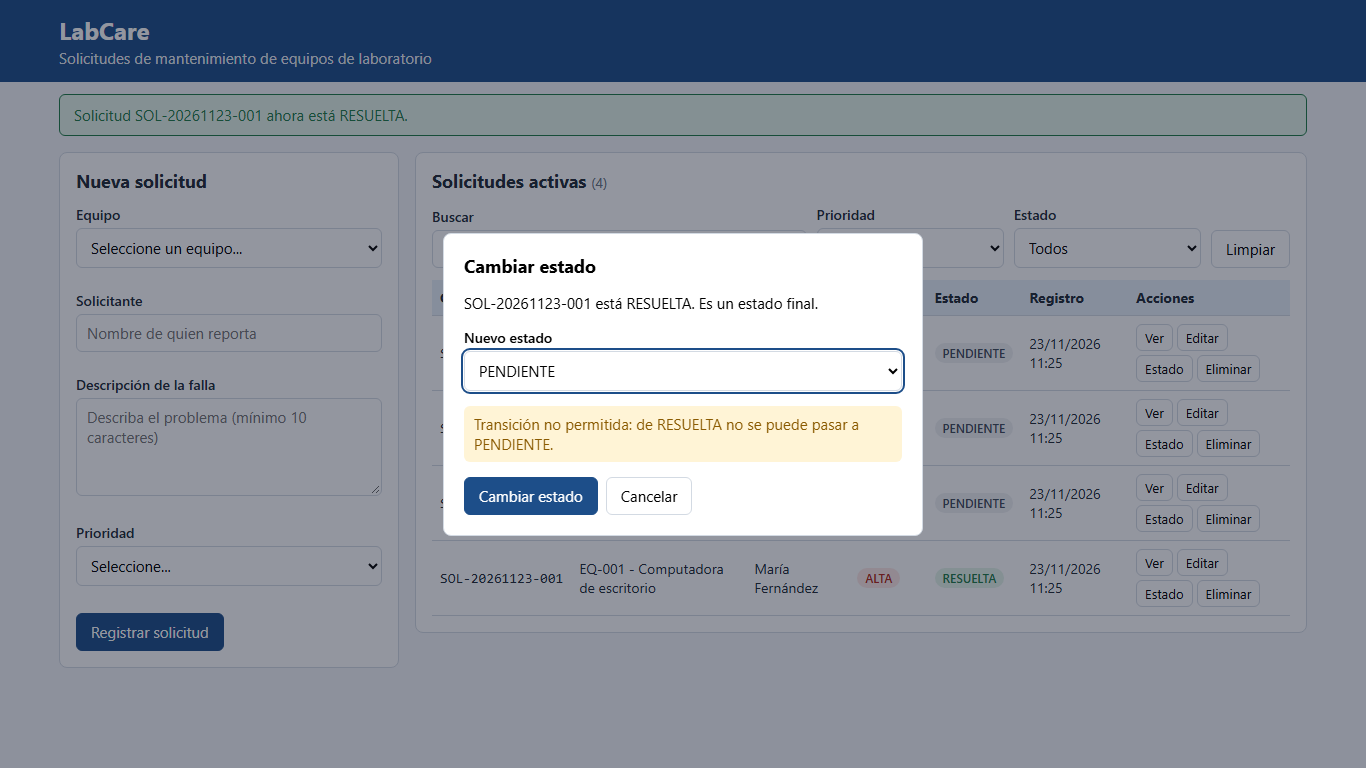 LabCare
Solicitudes de mantenimiento de equipos de laboratorio
Solicitud SOL-20261123-001 ahora está RESUELTA.
Nueva solicitud
Equipo
Seleccione un equipo...
Solicitante
Nombre de quien reporta
Descripción de la falla
Describa el problema (mínimo 10
caracteres)
Prioridad
Seleccione...
Registrar solicitud
Solicitudes activas (4)
Buscar
Prioridad
Estado
Todos
Limpiar
Estado
Registro
Acciones
PENDIENTE
23/11/2026
11:25
Ver
Editar
Estado
Eliminar
PENDIENTE
23/11/2026
11:25
Ver
Editar
Estado
Eliminar
PENDIENTE
23/11/2026
11:25
Ver
Editar
Estado
Eliminar
SOL-20261123-001
EQ-001 - Computadora
de escritorio
María
Fernández
ALTA
RESUELTA
23/11/2026
11:25
Ver
Editar
Estado
Eliminar
Cambiar estado
SOL-20261123-001 está RESUELTA. Es un estado final.
Nuevo estado
PENDIENTE
Transición no permitida: de RESUELTA no se puede pasar a
PENDIENTE.
Cambiar estado
Cancelar